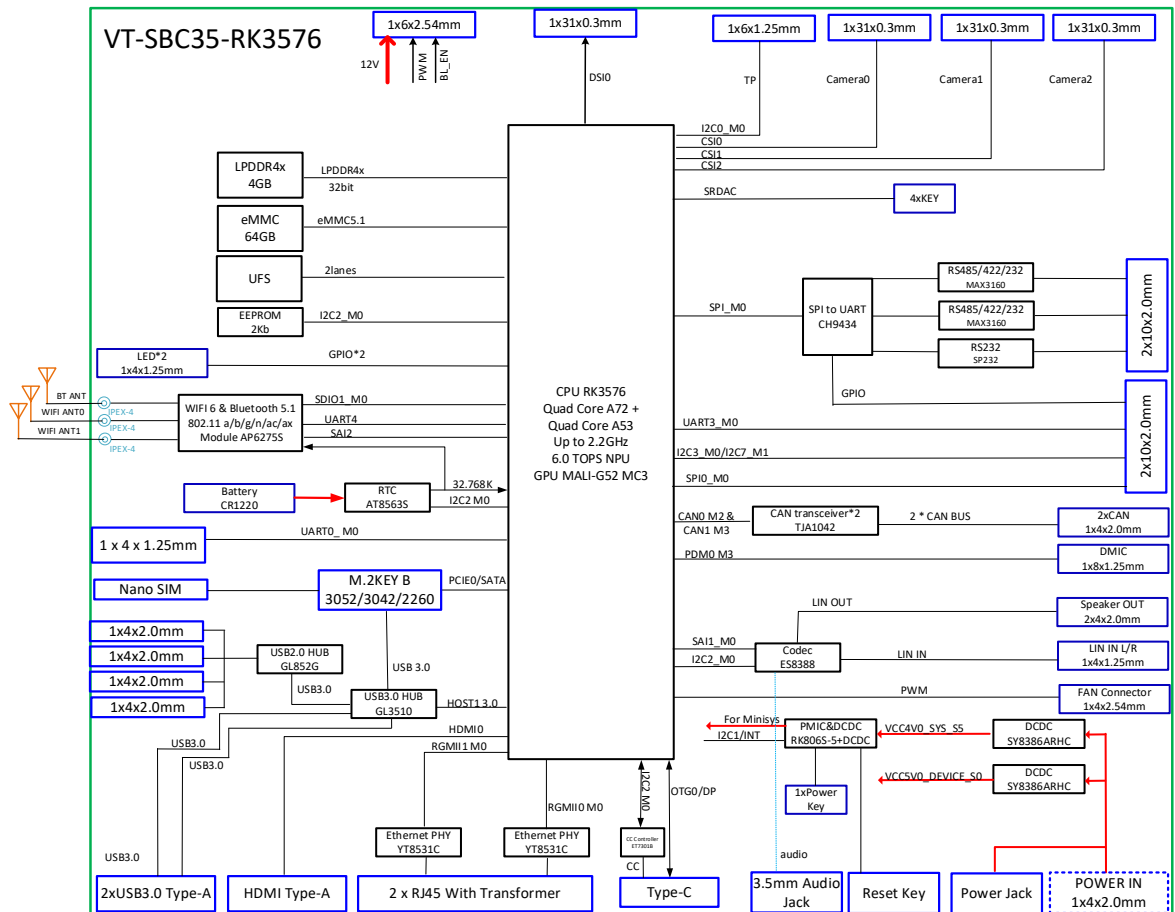 VT-SBC35-RK3576
1x6x2.54mm
12V
PWM
BL_EN
1x31x0.3mm
DSI0
1x6x1.25mm
TP
1x31x0.3mm
Camera0
1x31x0.3mm
Camera1
1x31x0.3mm
Camera2
I2C0_M0
CSI0
CSI1
CSI2
SRDAC
4xKEY
LPDDR4x
4GB
LPDDR4x
32bit
eMMC
64GB
eMMC5.1
UFS
2lanes
EEPROM
2Kb
I2C2_M0
LED*2
1x4x1.25mm
GPIO*2
BT ANT
WIFI ANT0
WIFI ANT1
IPEX-4
IPEX-4
IPEX-4
WIFI 6 & Bluetooth 5.1
802.11 a/b/g/n/ac/ax
Module AP6275S
SDIO1_M0
UART4
SAI2
Battery
CR1220
RTC
AT8563S
32.768K
I2C2 M0
1 x 4 x 1.25mm
UART0_ M0
Nano SIM
M.2KEY B
3052/3042/2260
PCIE0/SATA
1x4x2.0mm
1x4x2.0mm
1x4x2.0mm
1x4x2.0mm
USB2.0 HUB
GL852G
USB3.0
USB 3.0
USB3.0 HUB
GL3510
HOST1 3.0
USB3.0
USB3.0
HDMI0
RGMII1 M0
CPU RK3576
Quad Core A72 +
Quad Core A53
Up to 2.2GHz
6.0 TOPS NPU
GPU MALI-G52 MC3
SPI_M0
SPI to UART
CH9434
RS485/422/232
MAX3160
RS485/422/232
MAX3160
RS232
SP232
2x10x2.0mm
GPIO
UART3_M0
I2C3_M0/I2C7_M1
SPI0_M0
2x10x2.0mm
CAN0 M2 &
CAN1 M3
CAN transceiver*2
TJA1042
2 * CAN BUS
2xCAN
1x4x2.0mm
PDM0 M3
DMIC
1x8x1.25mm
LIN OUT
Speaker OUT
2x4x2.0mm
SAI1_M0
I2C2_M0
Codec
ES8388
LIN IN
LIN IN L/R
1x4x1.25mm
PWM
FAN Connector
1x4x2.54mm
For Minisys
I2C1/INT
PMIC&DCDC
RK806S-5+DCDC
VCC4V0_SYS_S5
DCDC
SY8386ARHC
VCC5V0_DEVICE_S0
DCDC
SY8386ARHC
1xPower
Key
RGMII0 M0
I2C2_M0
OTG0/DP
Ethernet PHY
YT8531C
Ethernet PHY
YT8531C
CC Controller
ET7301B
CC
audio
USB3.0
2xUSB3.0 Type-A
HDMI Type-A
2 x RJ45 With Transformer
Type-C
3.5mm Audio
Jack
Reset Key
Power Jack
POWER IN
1x4x2.0mm